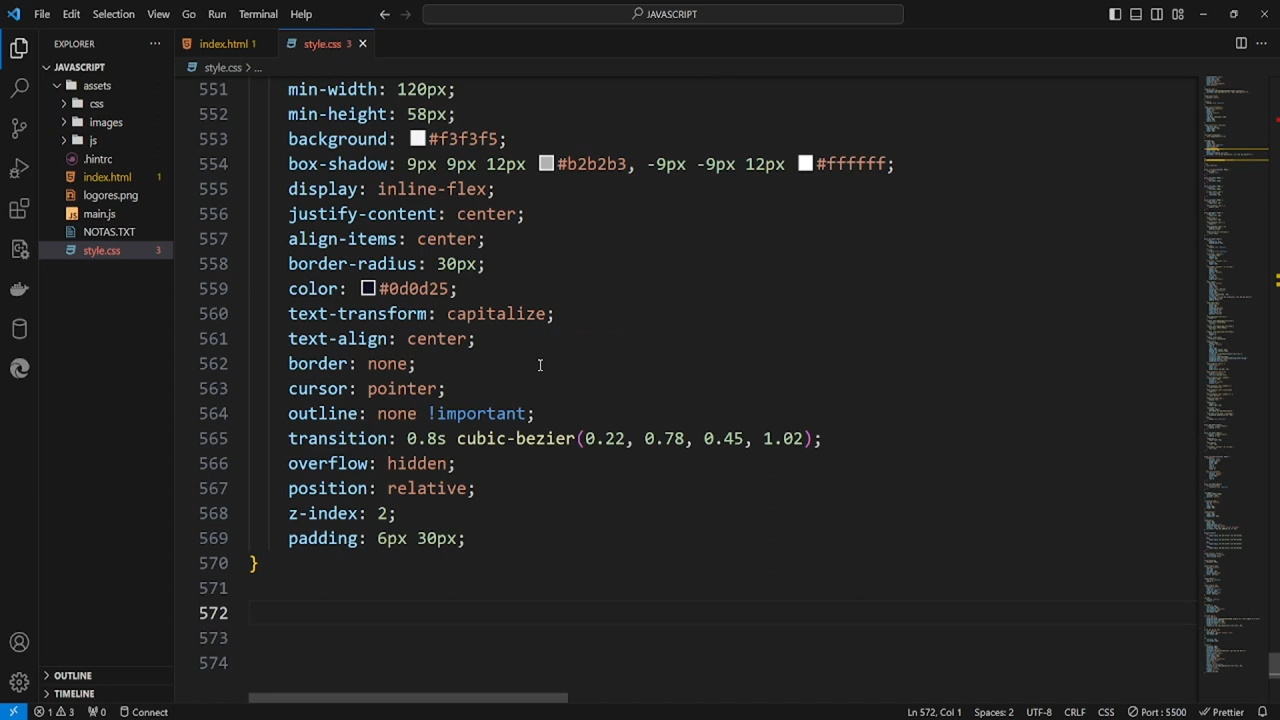 File Edit Selection View Go Run Terminal Help
JAVASCRIPT
EXPLORER
index.html 1
style.css 3
JAVASCRIPT
style.css > ...
assets
css
images
js
.hintrc
index.html 1
logores.png
main.js
NOTAS.TXT
style.css 3
551 min-width: 120px;
552 min-height: 58px;
553 background: #f3f3f5;
554 box-shadow: 9px 9px 12px #b2b2b3, -9px -9px 12px #ffffff;
555 display: inline-flex;
556 justify-content: center;
557 align-items: center;
558 border-radius: 30px;
559 color: #0d0d25;
560 text-transform: capitalize;
561 text-align: center;
562 border: none;
563 cursor: pointer;
564 outline: none !important;
565 transition: 0.8s cubic-bezier(0.22, 0.78, 0.45, 1.02);
566 overflow: hidden;
567 position: relative;
568 z-index: 2;
569 padding: 6px 30px;
570 }
571
572
573
574
OUTLINE
TIMELINE
1 3 0 Connect Ln 572, Col 1 Spaces: 2 UTF-8 CRLF CSS Port : 5500 Prettier